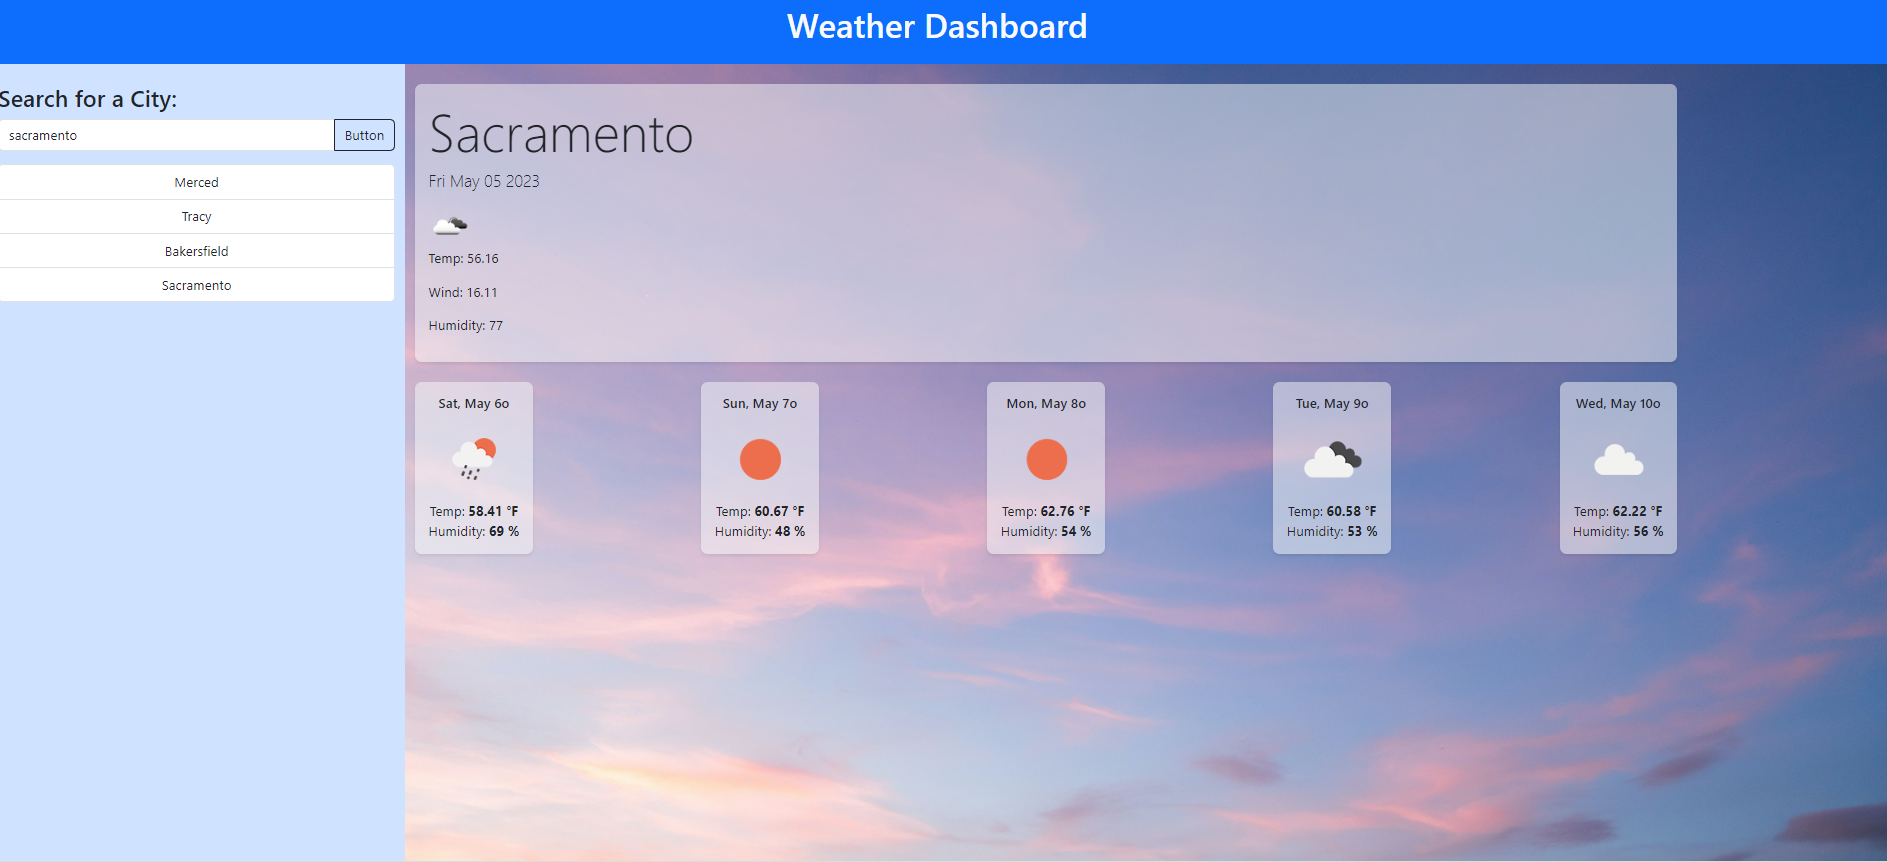 Weather Dashboard
Search for a City:
sacramento
Button
Merced
Tracy
Bakersfield
Sacramento
Sacramento
Fri May 05 2023
Temp: 56.16
Wind: 16.11
Humidity: 77
Sat, May 6o
Temp: 58.41 °F
Humidity: 69 %
Sun, May 7o
Temp: 60.67 °F
Humidity: 48 %
Mon, May 8o
Temp: 62.76 °F
Humidity: 54 %
Tue, May 9o
Temp: 60.58 °F
Humidity: 53 %
Wed, May 10o
Temp: 62.22 °F
Humidity: 56 %